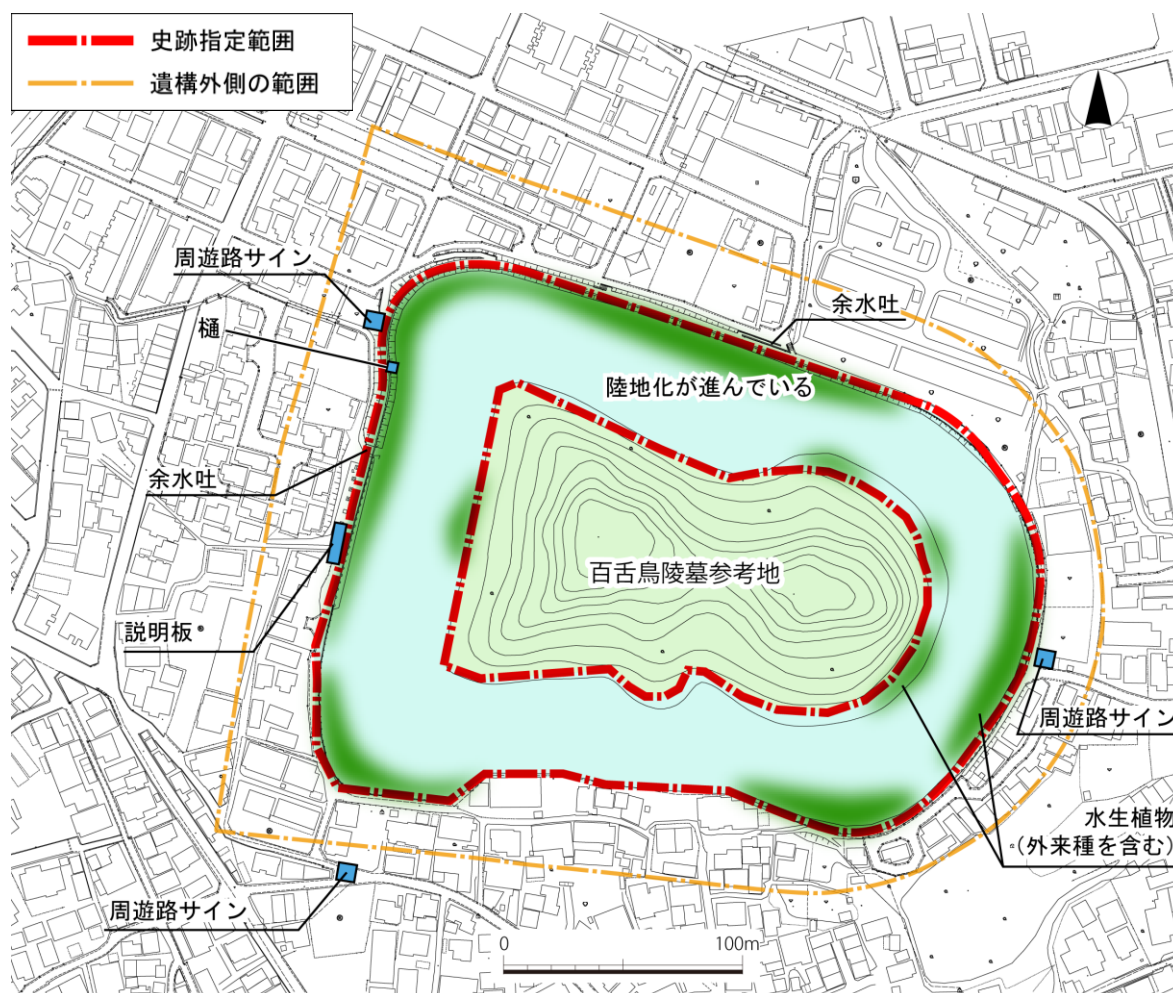 史跡指定範囲
遺構外側の範囲
周遊路サイン
樋
余水吐
陸地化が進んでいる
余水吐
百舌鳥陵墓参考地
説明板
周遊路サイン
水生植物
(外来種を含む)
周遊路サイン
0 100m